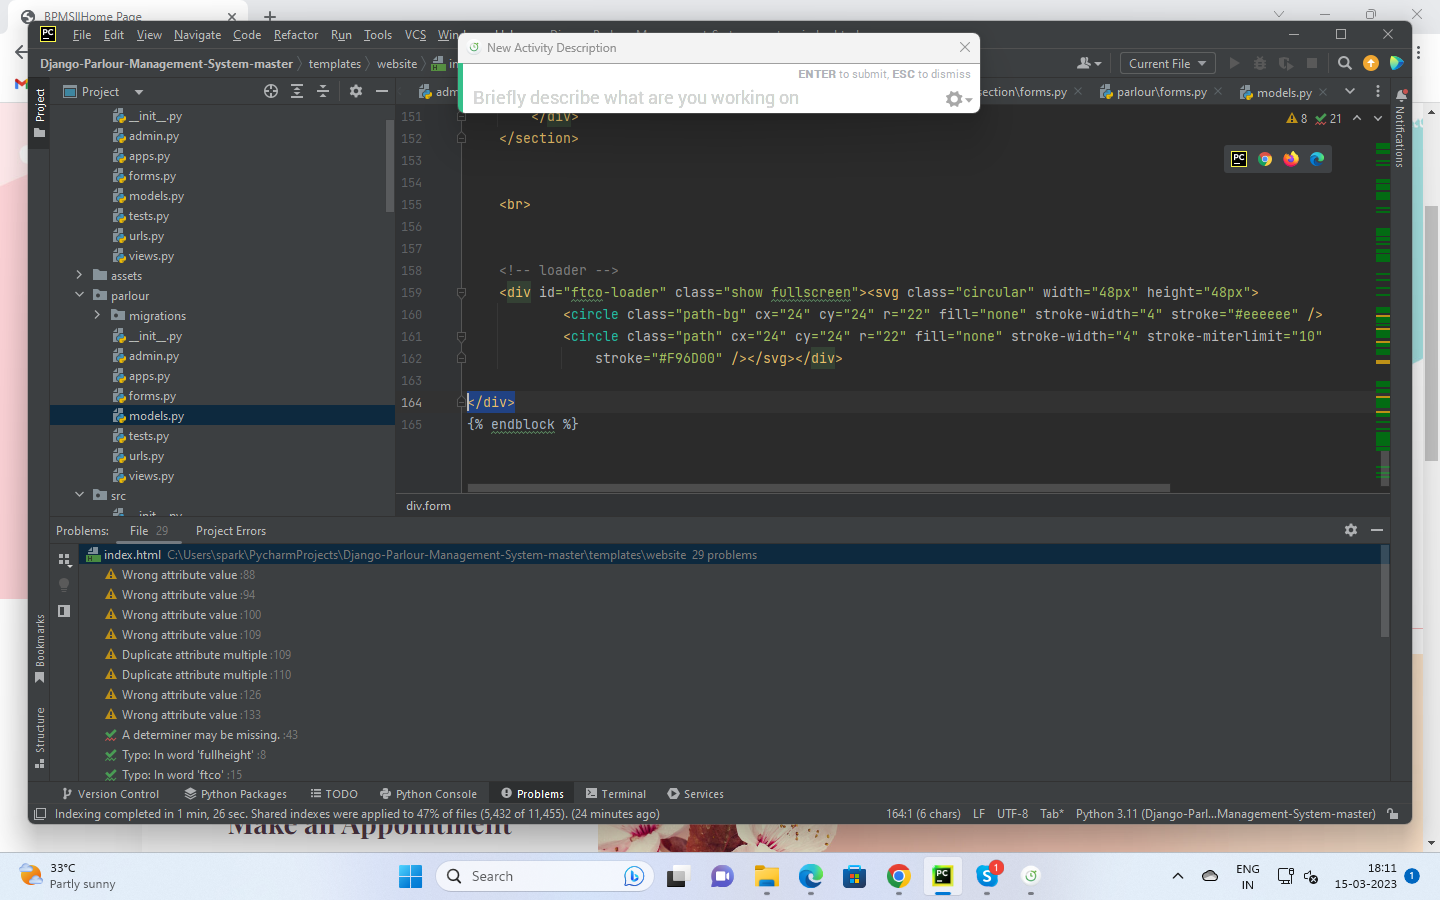 BPMS||Home Page
File Edit View Navigate Code Refactor Run Tools VCS
New Activity Description
ENTER to submit, ESC to dismiss
Briefly describe what are you working on
Django-Parlour-Management-System-master templates website
Current File
Project
section\forms.py parlour\forms.py models.py
8 21
Project
Notifications
Bookmarks
Structure
__init__.py
admin.py
apps.py
forms.py
models.py
tests.py
urls.py
views.py
assets
parlour
migrations
__init__.py
admin.py
apps.py
forms.py
models.py
tests.py
urls.py
views.py
src
__init__.py
151 </div>
152 </section>
153
154
155 <br>
156
157
158 <!-- loader -->
159 <div id="ftco-loader" class="show fullscreen"><svg class="circular" width="48px" height="48px">
160 <circle class="path-bg" cx="24" cy="24" r="22" fill="none" stroke-width="4" stroke="#eeeeee" />
161 <circle class="path" cx="24" cy="24" r="22" fill="none" stroke-width="4" stroke-miterlimit="10"
162 stroke="#F96D00" /></svg></div>
163
164 </div>
165 {% endblock %}
div.form
Problems: File 29 Project Errors
index.html C:\Users\spark\PycharmProjects\Django-Parlour-Management-System-master\templates\website 29 problems
Wrong attribute value :88
Wrong attribute value :94
Wrong attribute value :100
Wrong attribute value :109
Duplicate attribute multiple :109
Duplicate attribute multiple :110
Wrong attribute value :126
Wrong attribute value :133
A determiner may be missing. :43
Typo: In word 'fullheight' :8
Typo: In word 'ftco' :15
Version Control Python Packages TODO Python Console Problems Terminal Services
Indexing completed in 1 min, 26 sec. Shared indexes were applied to 47% of files (5,432 of 11,455). (24 minutes ago) 164:1 (6 chars) LF UTF-8 Tab* Python 3.11 (Django-Parl...Management-System-master)
Make an Appointment
33°C
Partly sunny
Search
1
ENG
IN
18:11
15-03-2023
1